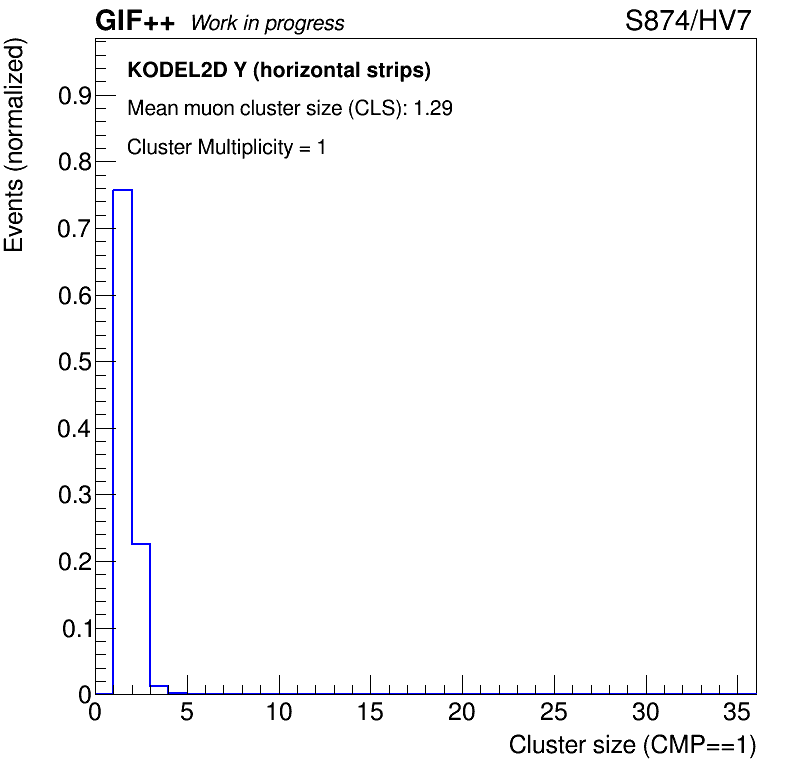 GIF++ Work in progress S874/HV7
KODEL2D Y (horizontal strips)
Mean muon cluster size (CLS): 1.29
Cluster Multiplicity = 1
Events (normalized)
0.9
0.8
0.7
0.6
0.5
0.4
0.3
0.2
0.1
0
0 5 10 15 20 25 30 35
Cluster size (CMP==1)